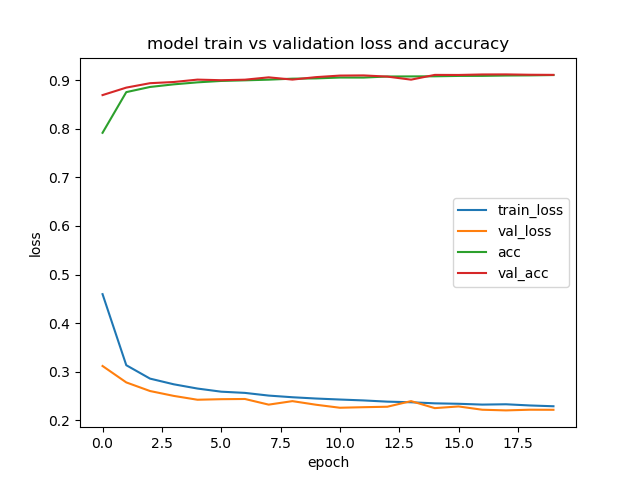 model train vs validation loss and accuracy
0.9
0.8
0.7
0.6
0.5
0.4
0.3
0.2
loss
train_loss
val_loss
acc
val_acc
0.0 2.5 5.0 7.5 10.0 12.5 15.0 17.5
epoch